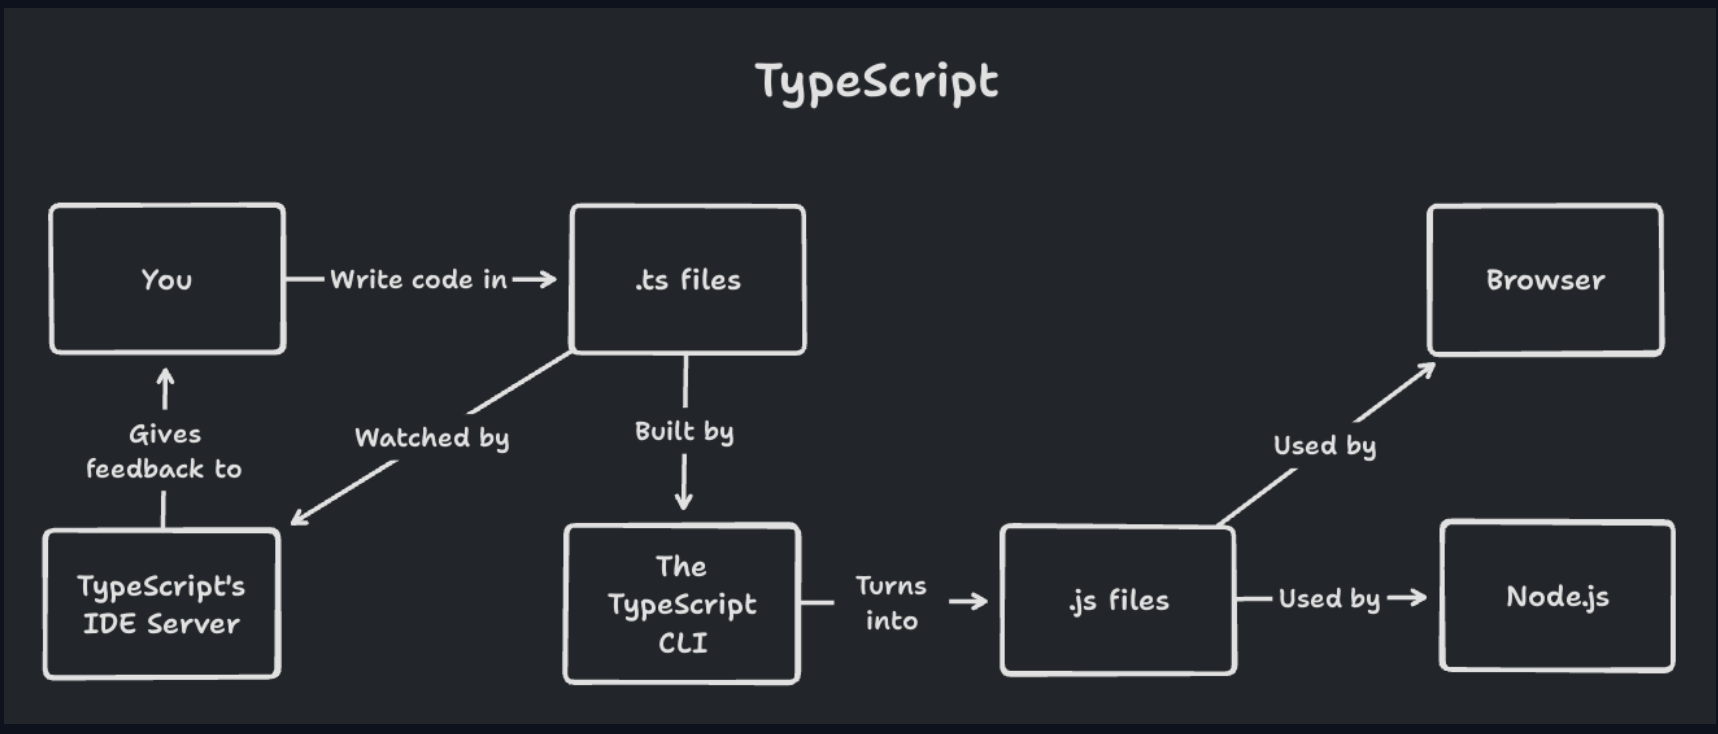 TypeScript
You
Write code in
.ts files
Browser
Gives
feedback to
Watched by
Built by
Used by
TypeScript's
IDE Server
The
TypeScript
CLI
Turns
into
.js files
Used by
Node.js